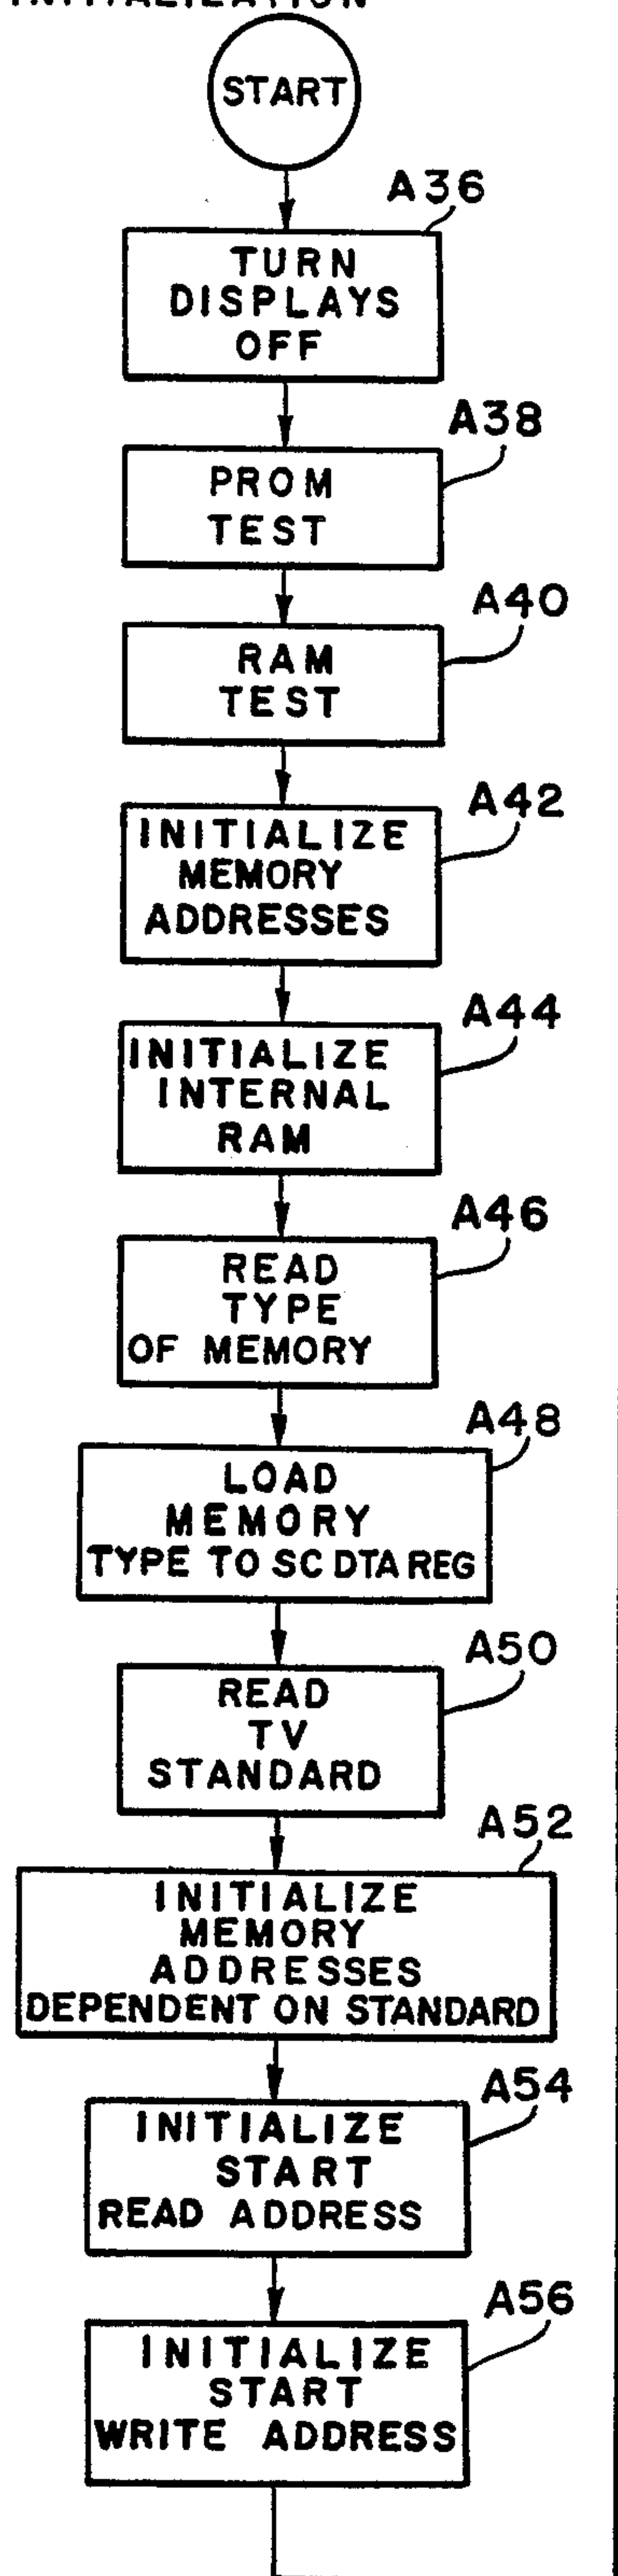 INITIALIZATION
START
A36
TURN
DISPLAYS
OFF
A38
PROM
TEST
A40
RAM
TEST
A42
INITIALIZE
MEMORY
ADDRESSES
A44
INITIALIZE
INTERNAL
RAM
A46
READ
TYPE
OF MEMORY
A48
LOAD
MEMORY
TYPE TO SC DTA REG
A50
READ
TV
STANDARD
A52
INITIALIZE
MEMORY
ADDRESSES
DEPENDENT ON STANDARD
A54
INITIALIZE
START
READ ADDRESS
A56
INITIALIZE
START
WRITE ADDRESS